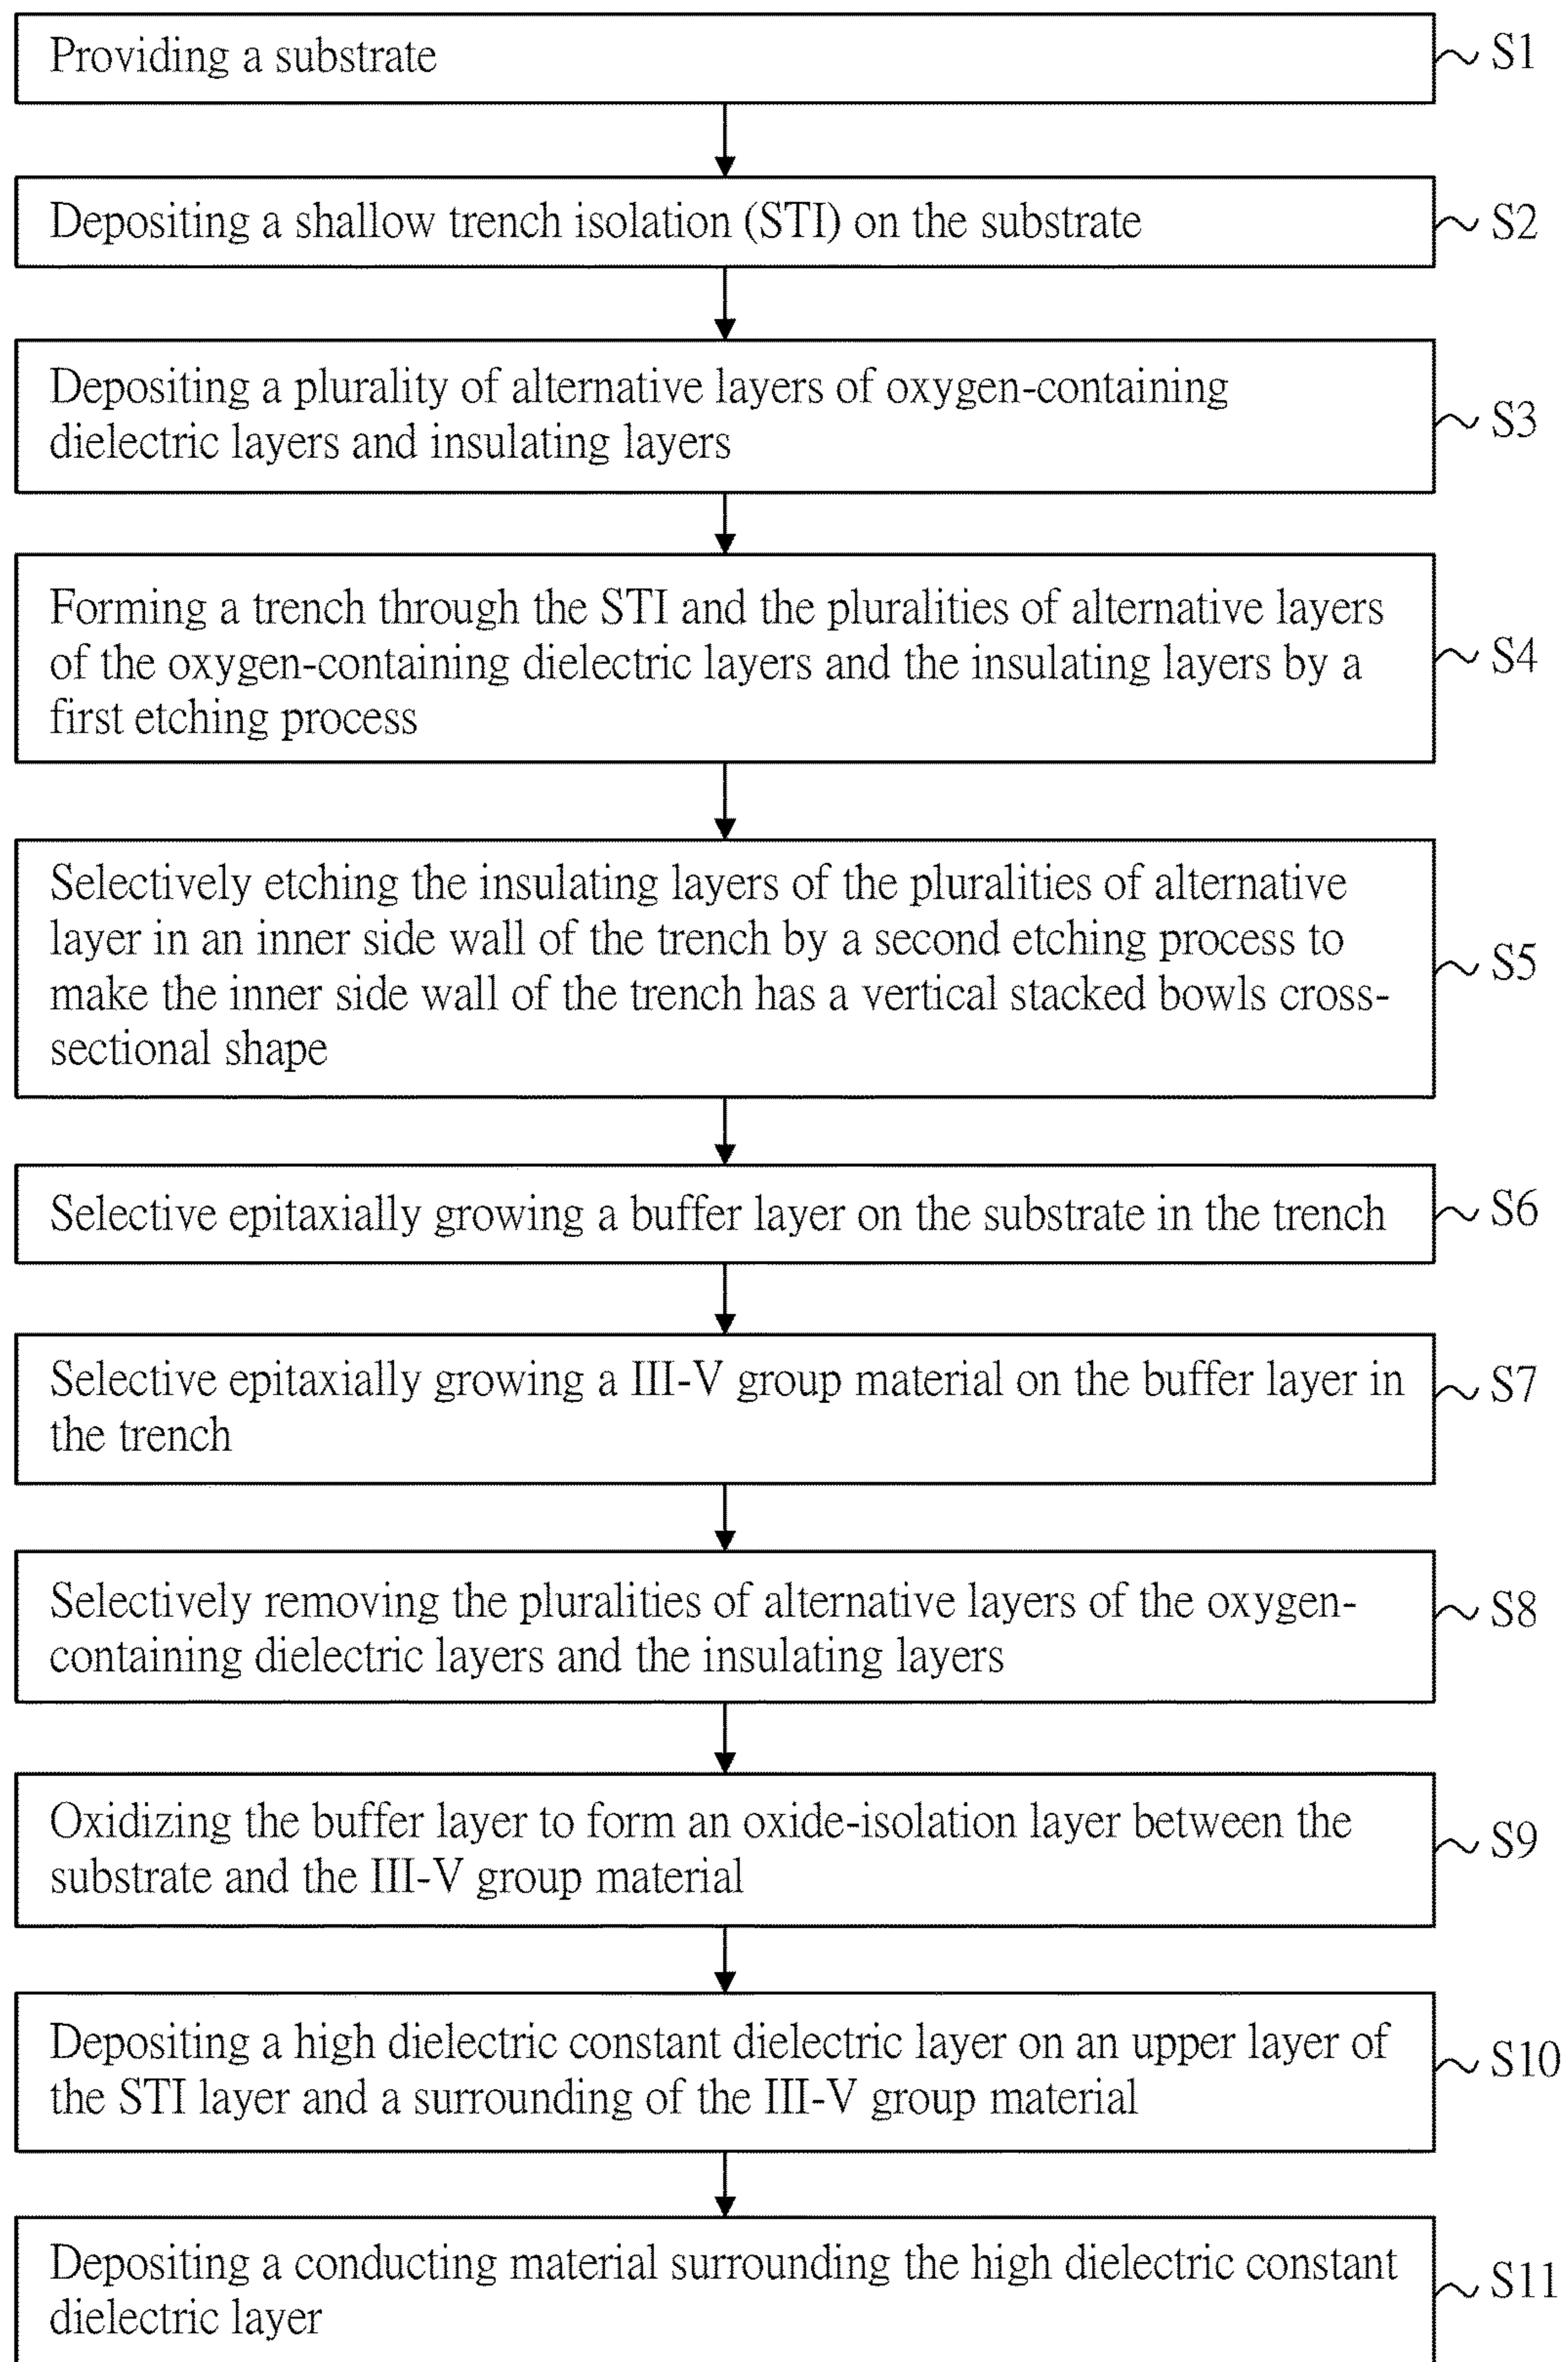 Providing a substrate
S1
Depositing a shallow trench isolation (STI) on the substrate
S2
Depositing a plurality of alternative layers of oxygen-containing
dielectric layers and insulating layers
S3
Forming a trench through the STI and the pluralities of alternative layers
of the oxygen-containing dielectric layers and the insulating layers by a
first etching process
S4
Selectively etching the insulating layers of the pluralities of alternative
layer in an inner side wall of the trench by a second etching process to
make the inner side wall of the trench has a vertical stacked bowls cross-
sectional shape
S5
Selective epitaxially growing a buffer layer on the substrate in the trench
S6
Selective epitaxially growing a III-V group material on the buffer layer in
the trench
S7
Selectively removing the pluralities of alternative layers of the oxygen-
containing dielectric layers and the insulating layers
S8
Oxidizing the buffer layer to form an oxide-isolation layer between the
substrate and the III-V group material
S9
Depositing a high dielectric constant dielectric layer on an upper layer of
the STI layer and a surrounding of the III-V group material
S10
Depositing a conducting material surrounding the high dielectric constant
dielectric layer
S11